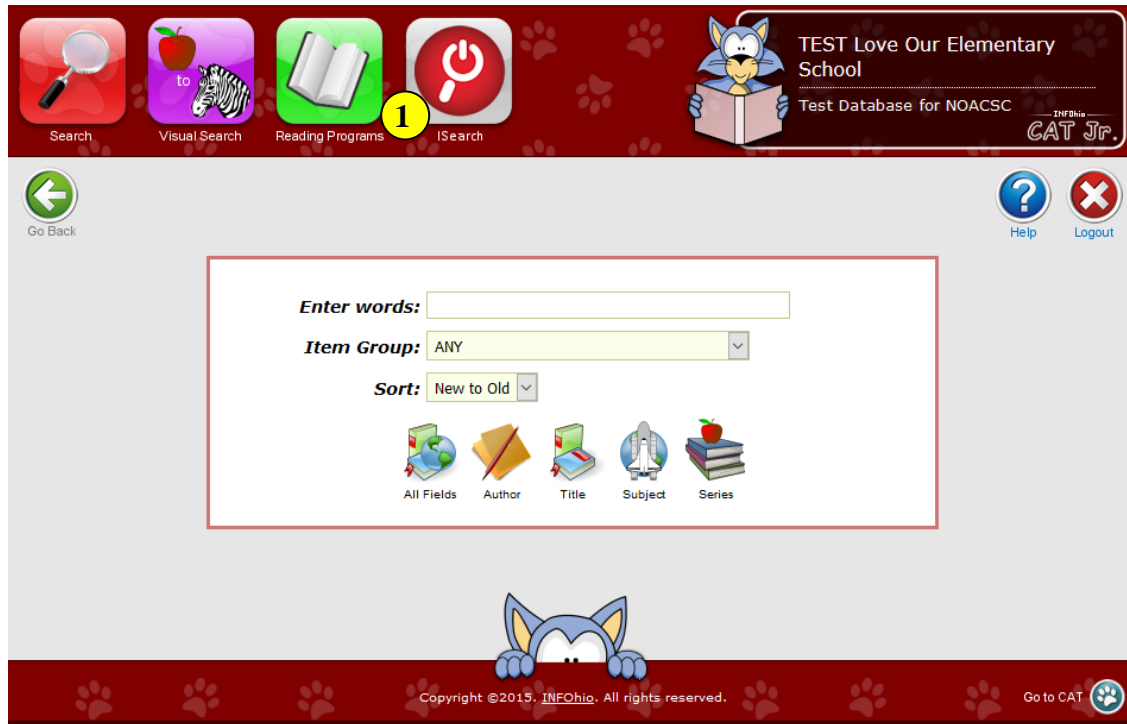 to
Search
Visual Search
Reading Programs
1
ISearch
TEST Love Our Elementary
School
Test Database for NOACSC
INFOhio
CAT Jr.
Go Back
?
Help
Logout
Enter words:
Item Group: ANY
Sort: New to Old
All Fields Author Title Subject Series
Copyright ©2015. INFOhio. All rights reserved.
Go to CAT